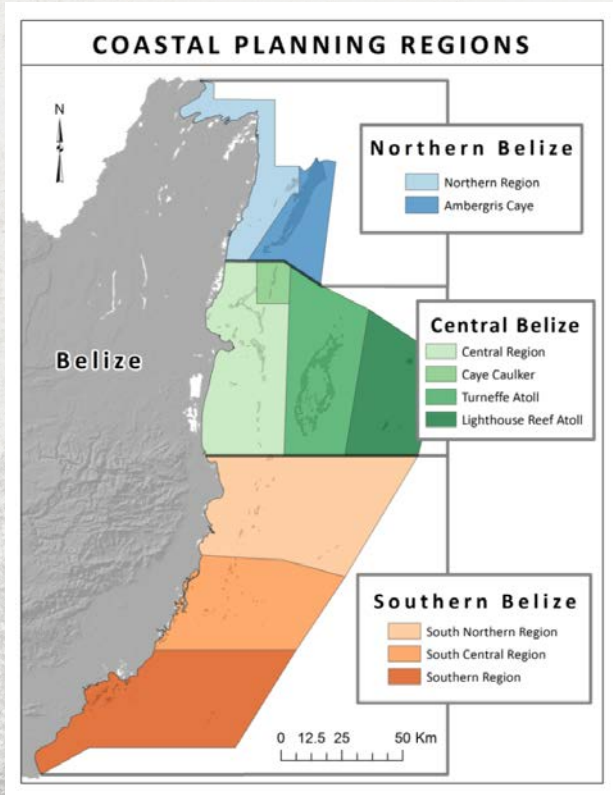 COASTAL PLANNING REGIONS
N
Northern Belize
Northern Region
Ambergris Caye
Central Belize
Central Region
Caye Caulker
Turneffe Atoll
Lighthouse Reef Atoll
Belize
Southern Belize
South Northern Region
South Central Region
Southern Region
0 12.5 25 50 Km